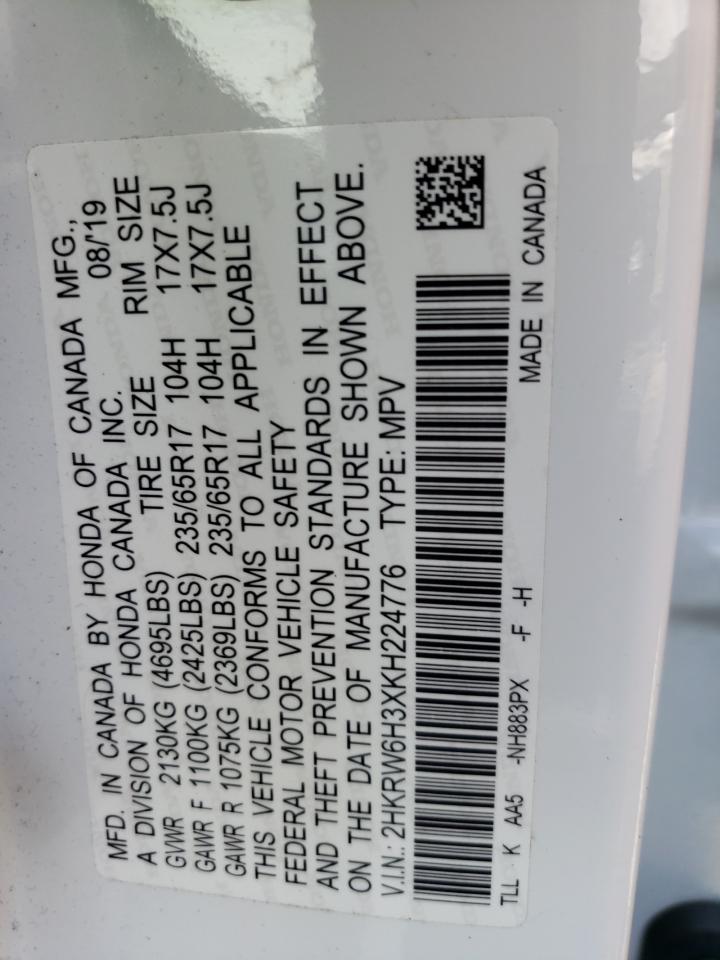 MFD. IN CANADA BY HONDA OF CANADA MFG.,
A DIVISION OF HONDA CANADA INC. 08/'19
GVWR 2130KG (4695LBS) TIRE SIZE RIM SIZE
GAWR F 1100KG (2425LBS) 235/65R17 104H 17X7.5J
GAWR R 1075KG (2369LBS) 235/65R17 104H 17X7.5J
THIS VEHICLE CONFORMS TO ALL APPLICABLE
FEDERAL MOTOR VEHICLE SAFETY
AND THEFT PREVENTION STANDARDS IN EFFECT
ON THE DATE OF MANUFACTURE SHOWN ABOVE.
V.I.N.: 2HKRW6H3XKH224776 TYPE: MPV
TLL K AA5 -NH883PX -F -H MADE IN CANADA